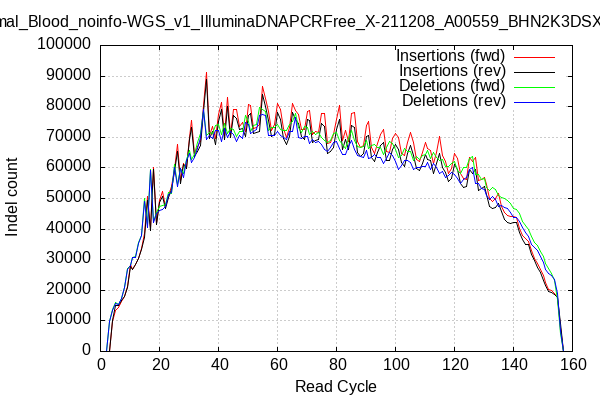 mal_Blood_noinfo-WGS_v1_IlluminaDNAPCRFree_X-211208_A00559_BHN2K3DSX
100000
90000
80000
70000
60000
50000
40000
30000
20000
10000
0
Indel count
Insertions (fwd)
Insertions (rev)
Deletions (fwd)
Deletions (rev)
0 20 40 60 80 100 120 140 160
Read Cycle